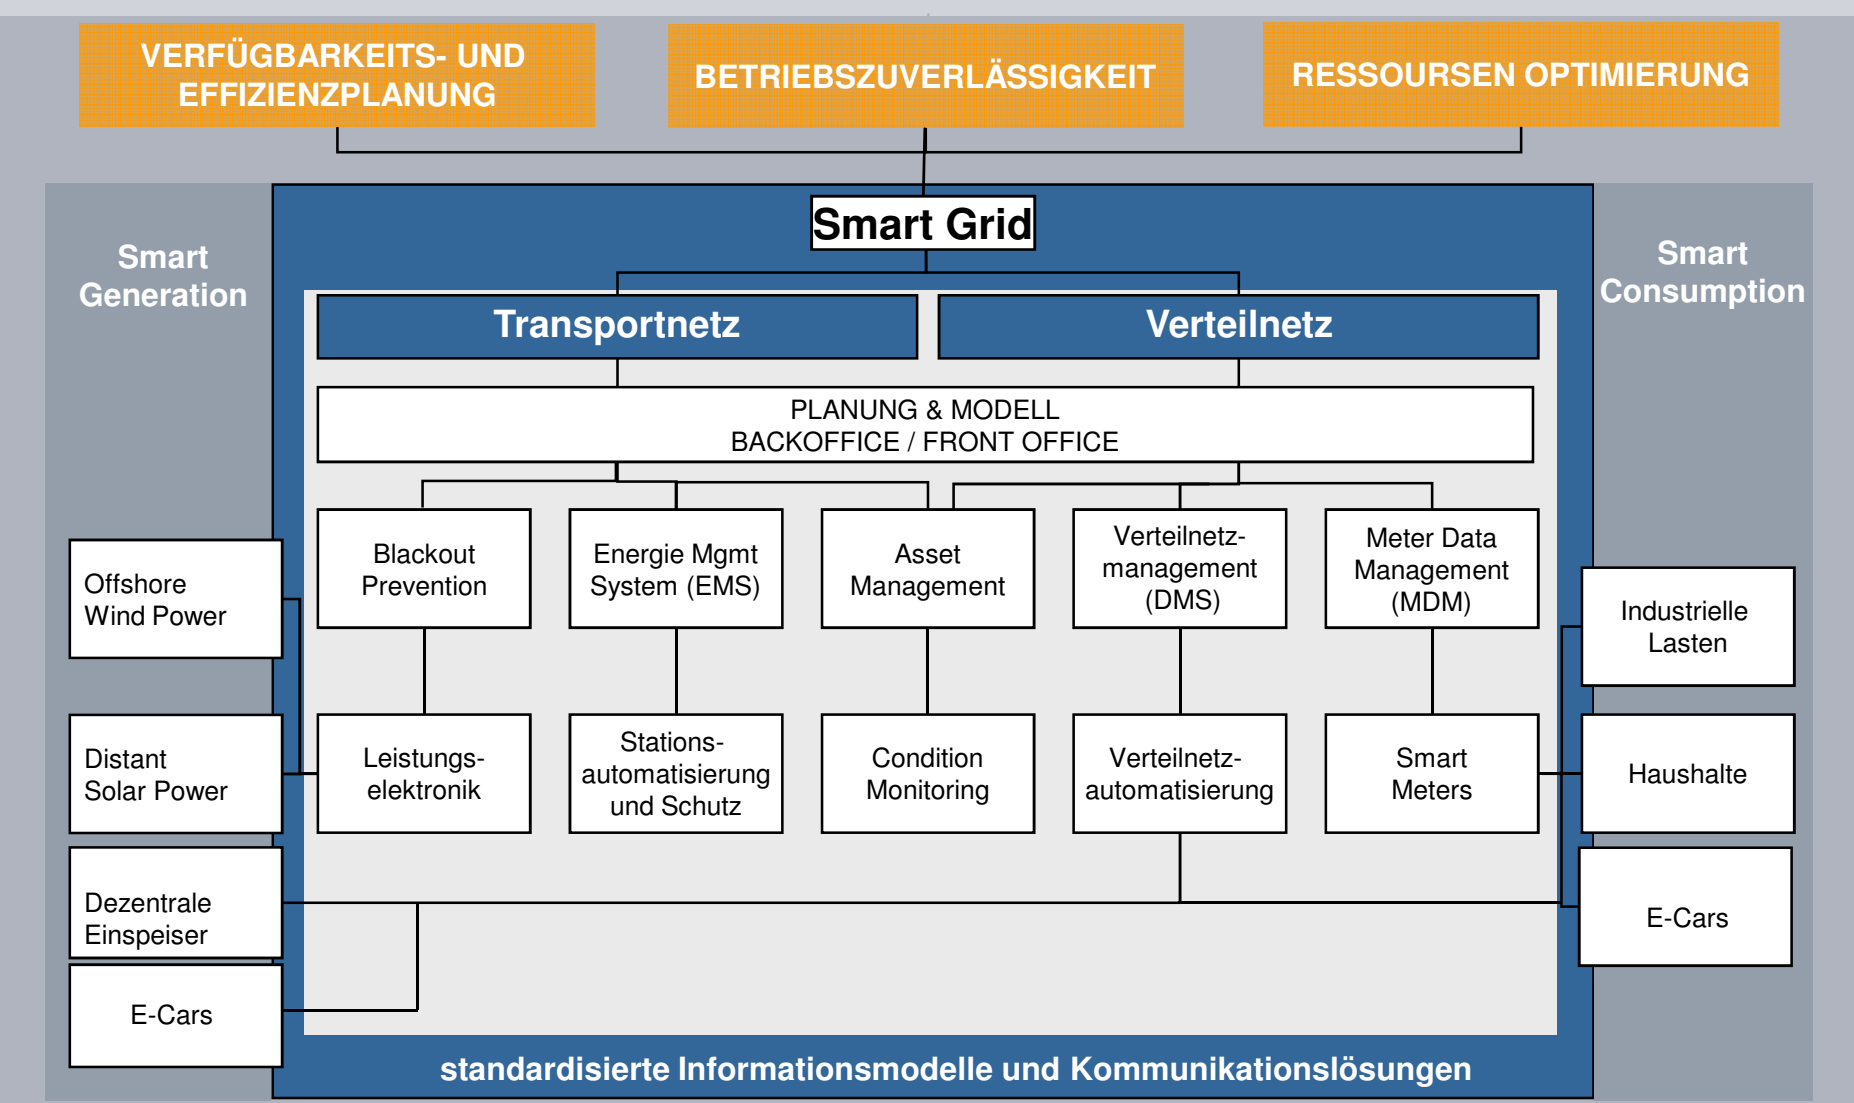 VERFÜGBARKEITS- UND
EFFIZIENZPLANUNG
BETRIEBSZUVERLÄSSIGKEIT
RESSOURSEN OPTIMIERUNG
Smart Grid
Smart
Generation
Smart
Consumption
Transportnetz
Verteilnetz
PLANUNG & MODELL
BACKOFFICE / FRONT OFFICE
Blackout
Prevention
Energie Mgmt
System (EMS)
Asset
Management
Verteilnetz-
management
(DMS)
Meter Data
Management
(MDM)
Offshore
Wind Power
Industrielle
Lasten
Distant
Solar Power
Leistungs-
elektronik
Stations-
automatisierung
und Schutz
Condition
Monitoring
Verteilnetz-
automatisierung
Smart
Meters
Haushalte
Dezentrale
Einspeiser
E-Cars
E-Cars
standardisierte Informationsmodelle und Kommunikationslösungen